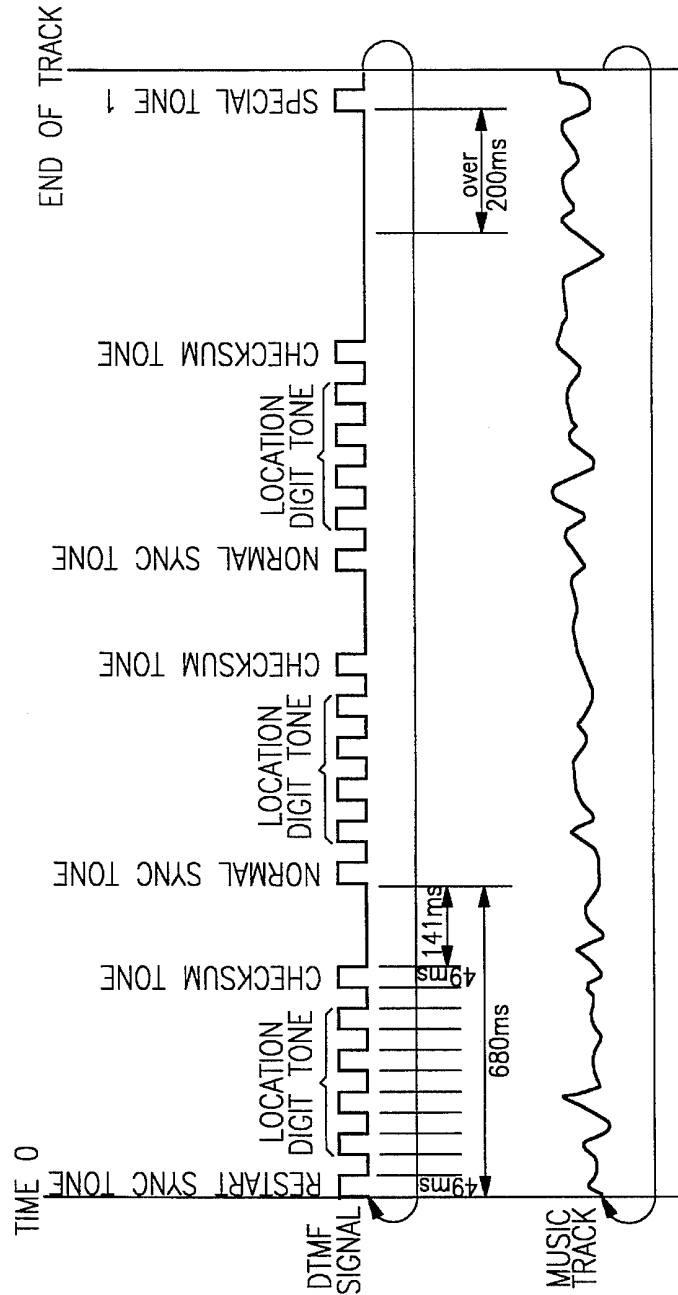 TIME 0
END OF TRACK
RESTART SYNC TONE
LOCATION
DIGIT TONE
CHECKSUM TONE
NORMAL SYNC TONE
LOCATION
DIGIT TONE
CHECKSUM TONE
NORMAL SYNC TONE
LOCATION
DIGIT TONE
CHECKSUM TONE
SPECIAL TONE 1
DTMF
SIGNAL
49ms
49ms
141ms
680ms
over
200ms
MUSIC
TRACK